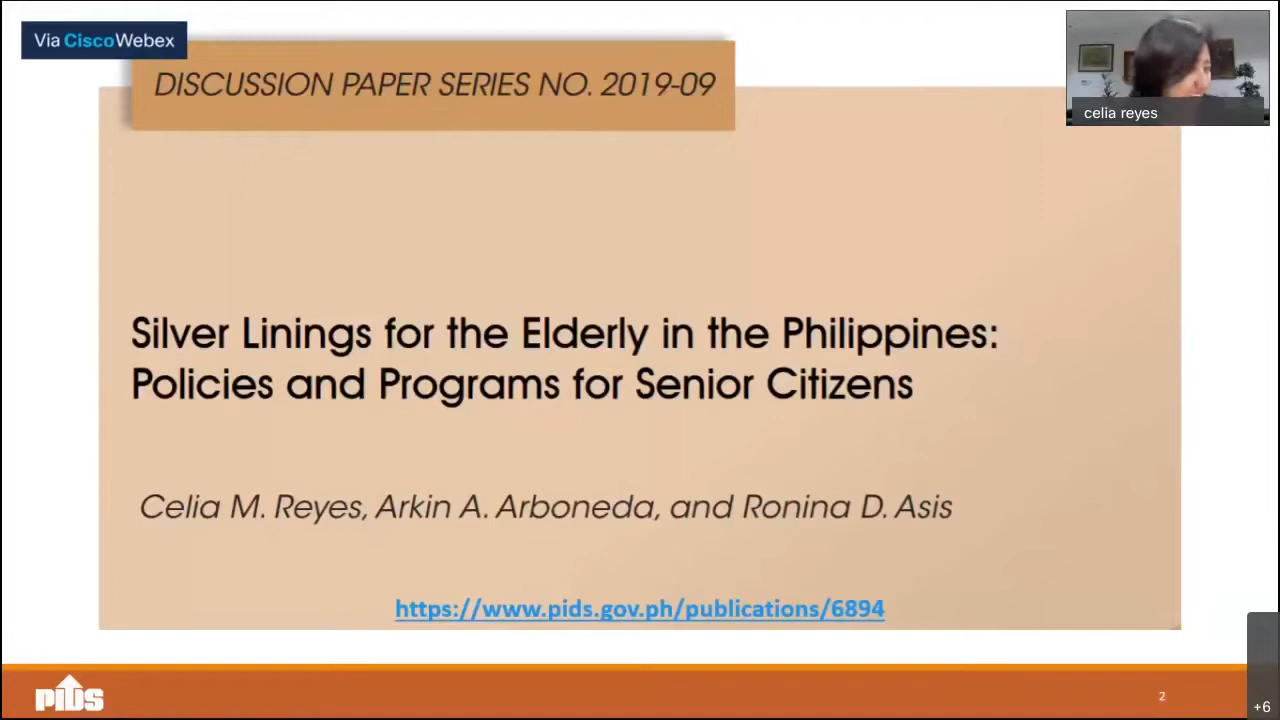 Via CiscoWebex
DISCUSSION PAPER SERIES NO. 2019-09
celia reyes
Silver Linings for the Elderly in the Philippines:
Policies and Programs for Senior Citizens
Celia M. Reyes, Arkin A. Arboneda, and Ronina D. Asis
https://www.pids.gov.ph/publications/6894
PIDS
2
+6